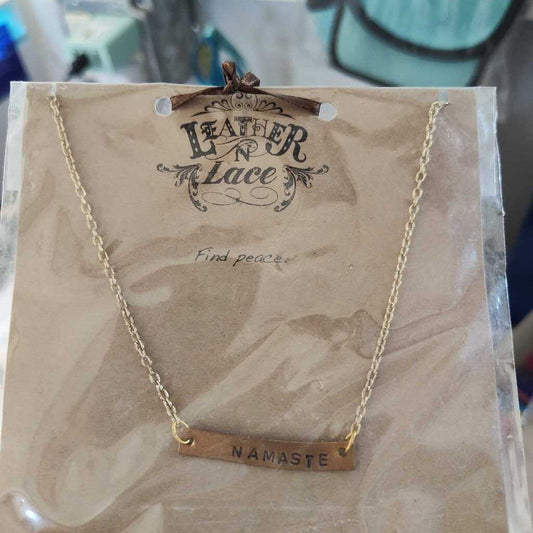 LEATHER
N
Lace
Find peace.
NAMASTE